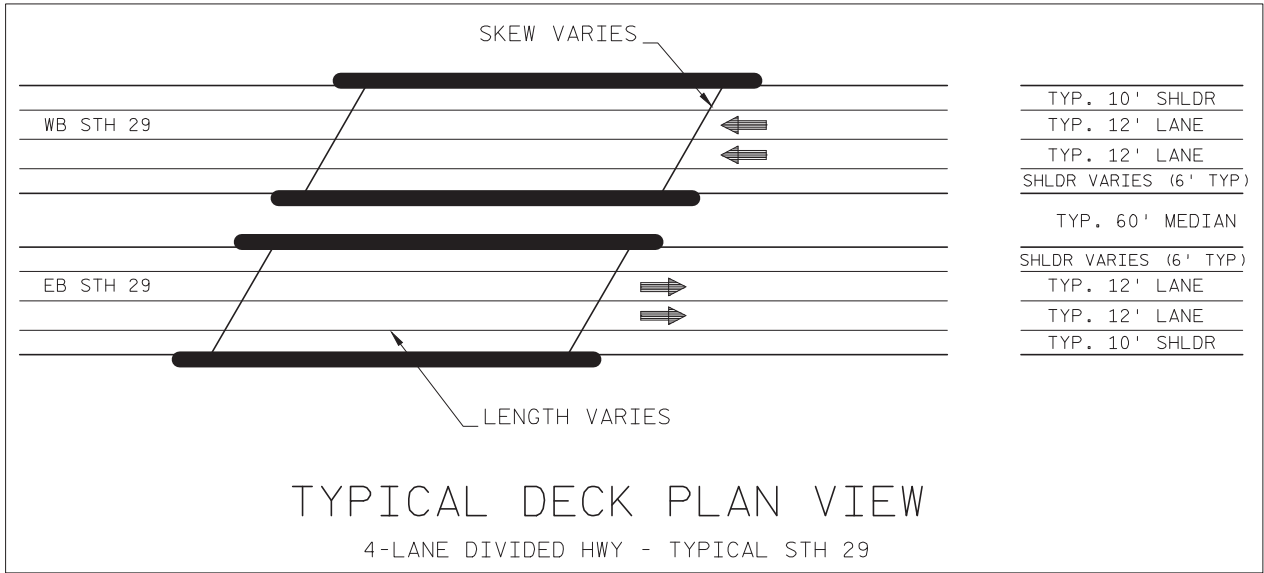 SKEW VARIES
TYP. 10' SHLDR
WB STH 29
TYP. 12' LANE
TYP. 12' LANE
SHLDR VARIES (6' TYP)
TYP. 60' MEDIAN
SHLDR VARIES (6' TYP)
EB STH 29
TYP. 12' LANE
TYP. 12' LANE
TYP. 10' SHLDR
LENGTH VARIES
TYPICAL DECK PLAN VIEW
4-LANE DIVIDED HWY - TYPICAL STH 29